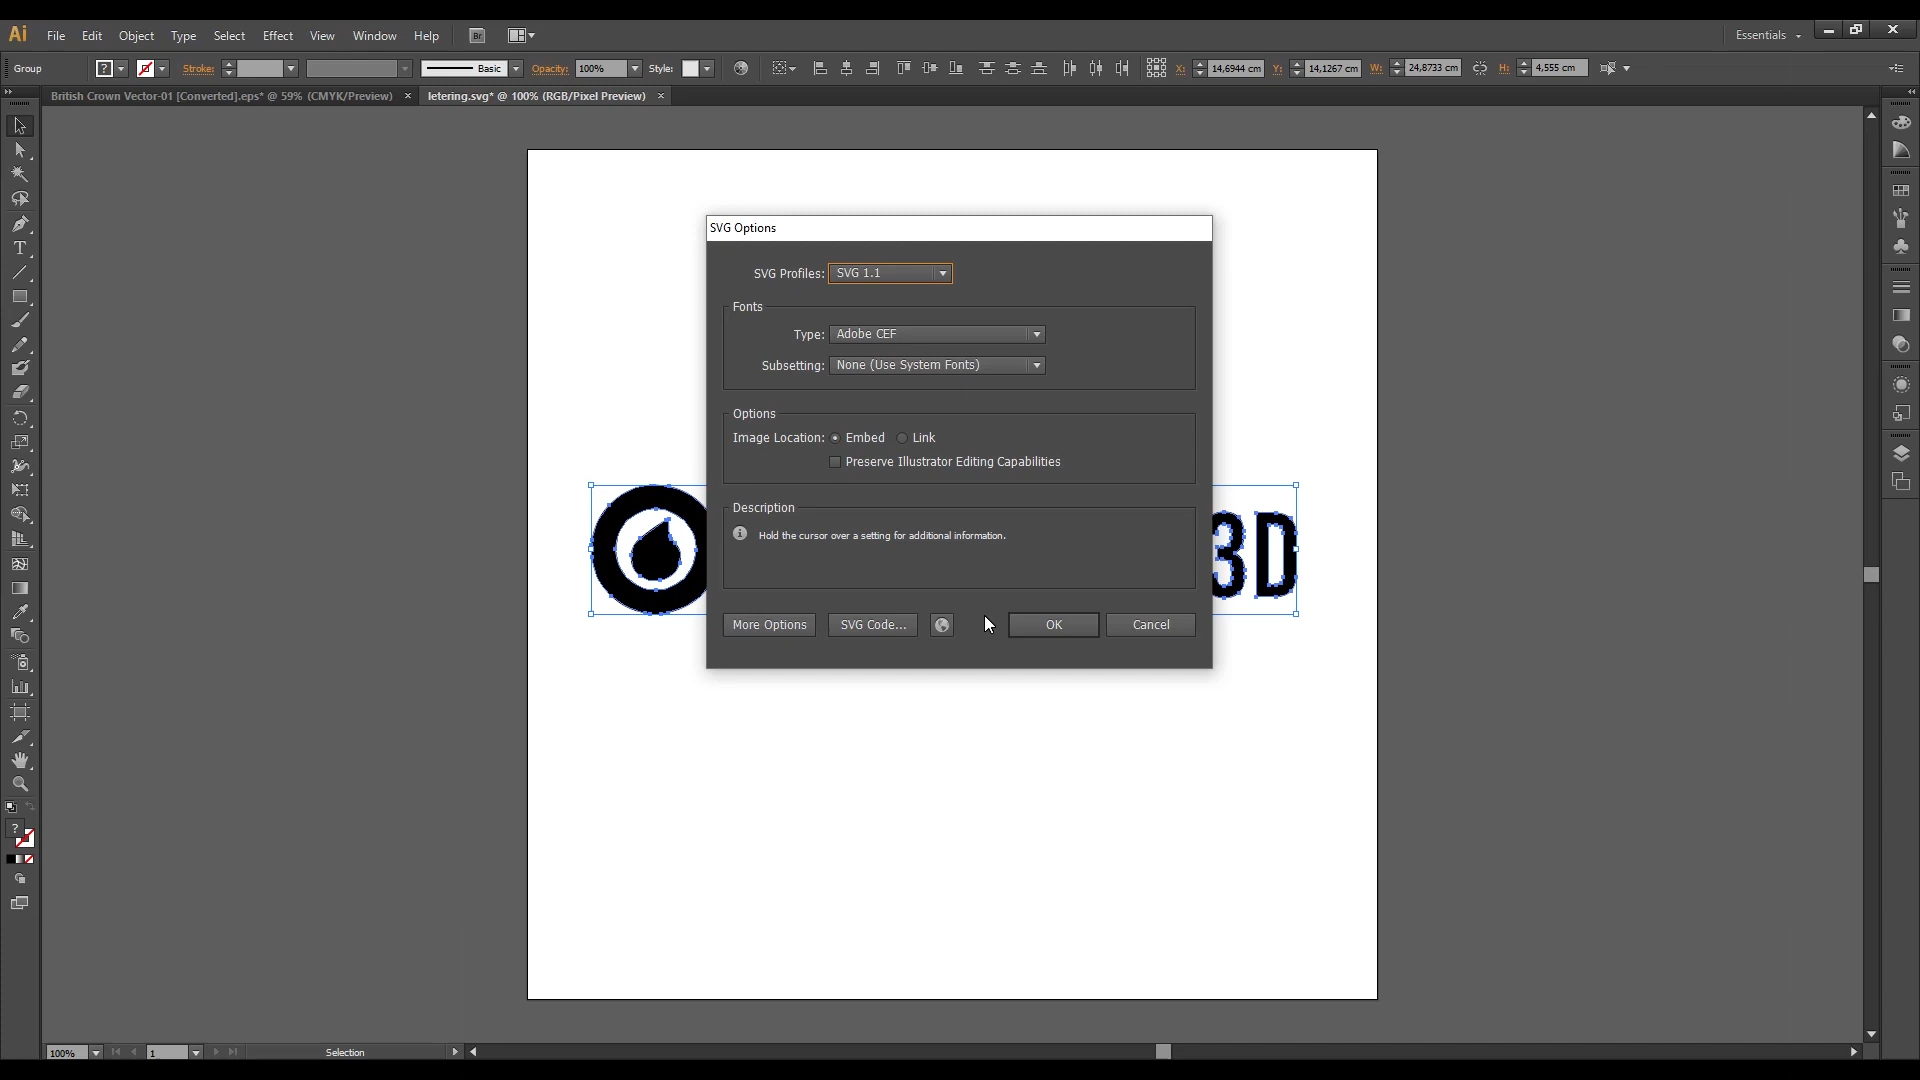 Ai File Edit Object Type Select Effect View Window Help Br Essentials
Group ? Stroke: Basic Opacity: 100% Style: X: 14,6944 cm Y: 14,1267 cm W: 24,8733 cm H: 4,555 cm
British Crown Vector-01 [Converted].eps* @ 59% (CMYK/Preview) × letering.svg* @ 100% (RGB/Pixel Preview) ×
SVG Options
SVG Profiles: SVG 1.1
Fonts
Type: Adobe CEF
Subsetting: None (Use System Fonts)
Options
Image Location: Embed Link
Preserve Illustrator Editing Capabilities
Description
Hold the cursor over a setting for additional information.
3D
More Options SVG Code... OK Cancel
?
100% 1 Selection